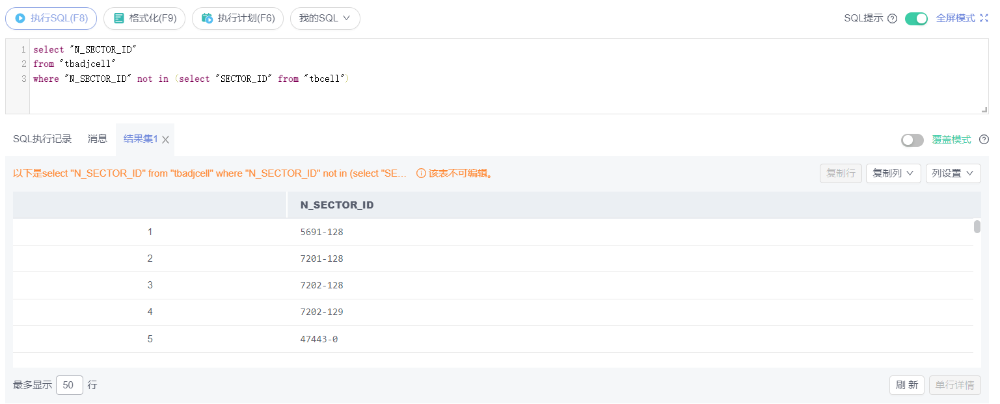 执行SQL(F8) 格式化(F9) 执行计划(F6) 我的SQL SQL提示 全屏模式
1 select "N_SECTOR_ID"
2 from "tbadjcell"
3 where "N_SECTOR_ID" not in (select "SECTOR_ID" from "tbcell")
SQL执行记录 消息 结果集1 覆盖模式
以下是select "N_SECTOR_ID" from "tbadjcell" where "N_SECTOR_ID" not in (select "SE... 该表不可编辑。 复制行 复制列 列设置
N_SECTOR_ID
1 5691-128
2 7201-128
3 7202-128
4 7202-129
5 47443-0
最多显示 50 行 刷 新 单行详情